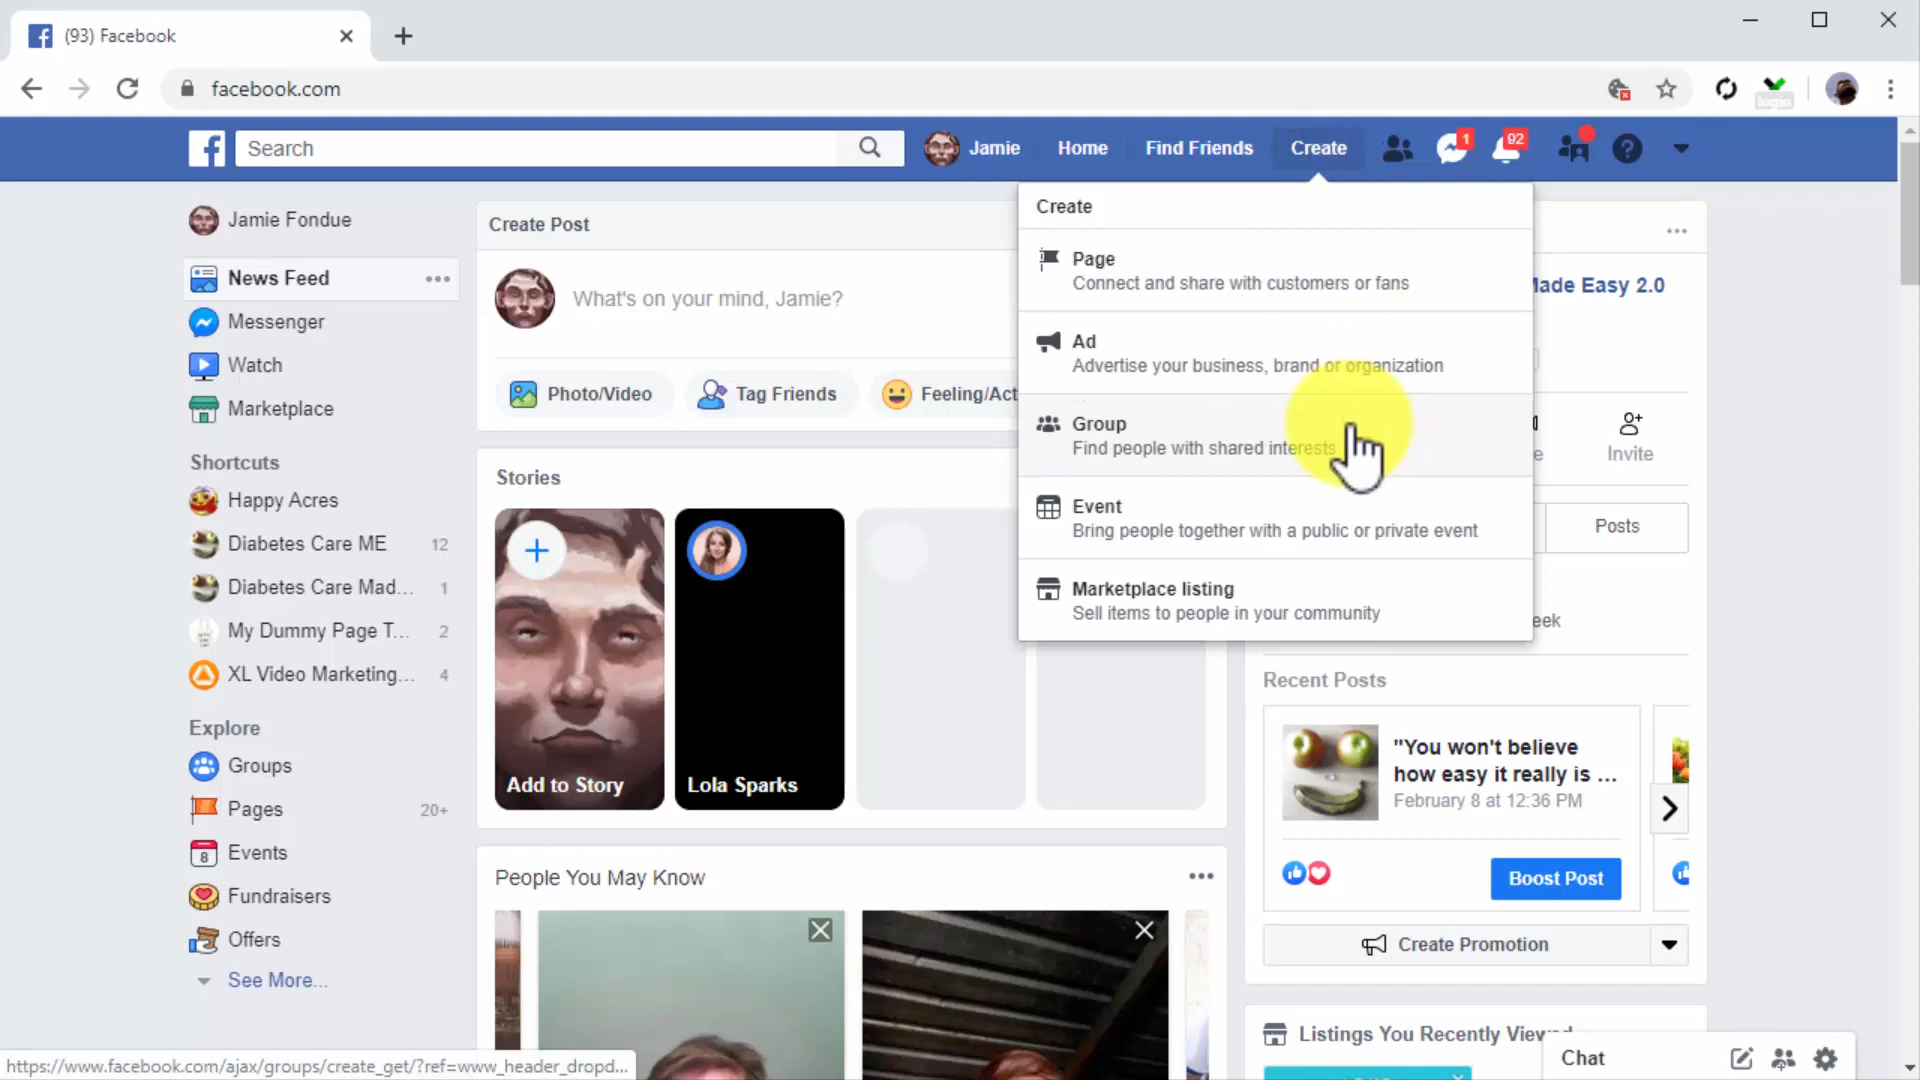 (93) Facebook
facebook.com
login
Search
Jamie
Home
Find Friends
Create
1
92
Jamie Fondue
News Feed
Messenger
Watch
Marketplace
Shortcuts
Happy Acres
Diabetes Care ME 12
Diabetes Care Mad... 1
My Dummy Page T... 2
XL Video Marketing... 4
Explore
Groups
Pages 20+
8
Events
Fundraisers
Offers
See More...
Create Post
What's on your mind, Jamie?
Photo/Video
Tag Friends
Feeling/Act
Stories
Add to Story
Lola Sparks
People You May Know
Create
Page
Connect and share with customers or fans
Ad
Advertise your business, brand or organization
Group
Find people with shared interests
Event
Bring people together with a public or private event
Marketplace listing
Sell items to people in your community
Made Easy 2.0
e
Invite
Posts
eek
Recent Posts
"You won't believe
how easy it really is ...
February 8 at 12:36 PM
Boost Post
Create Promotion
Listings You Recently Viewed
Chat
https://www.facebook.com/ajax/groups/create_get/?ref=www_header_dropd...